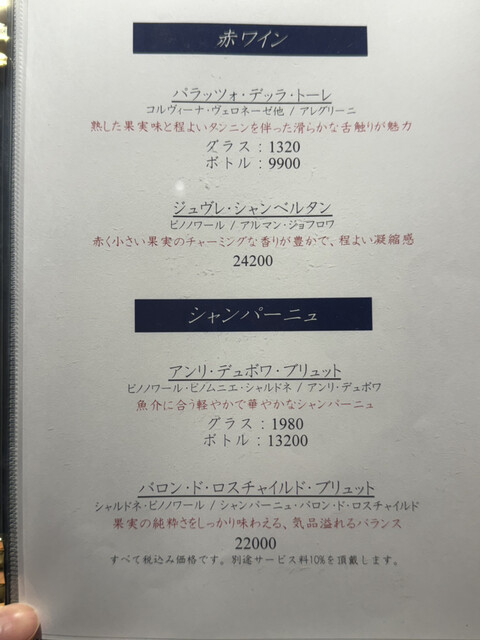 赤ワイン
パラッツォ・デッラ・トーレ
コルヴィーナ・ヴェロネーゼ他 / アレグリーニ
熟した果実味と程よいタンニンを伴った滑らかな舌触りが魅力
グラス：1320
ボトル：9900
ジュヴレ・シャンベルタン
ピノノワール / アルマン・ジョフロワ
赤く小さい果実のチャーミングな香りが豊かで、程よい凝縮感
24200
シャンパーニュ
アンリ・デュボワ・ブリュット
ピノノワール・ピノムニエ・シャルドネ / アンリ・デュボワ
魚介に合う軽やかで華やかなシャンパーニュ
グラス：1980
ボトル：13200
バロン・ド・ロスチャイルド・ブリュット
シャルドネ・ピノノワール / シャンパーニュ・バロン・ド・ロスチャイルド
果実の純粋さをしっかり味わえる、気品溢れるバランス
22000
すべて税込み価格です。別途サービス料10%を頂戴します。